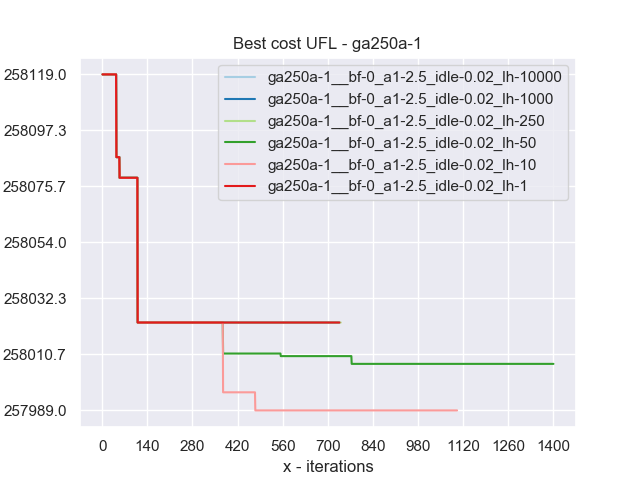 Best cost UFL - ga250a-1
258119.0
258097.3
258075.7
258054.0
258032.3
258010.7
257989.0
ga250a-1__bf-0_a1-2.5_idle-0.02_lh-10000
ga250a-1__bf-0_a1-2.5_idle-0.02_lh-1000
ga250a-1__bf-0_a1-2.5_idle-0.02_lh-250
ga250a-1__bf-0_a1-2.5_idle-0.02_lh-50
ga250a-1__bf-0_a1-2.5_idle-0.02_lh-10
ga250a-1__bf-0_a1-2.5_idle-0.02_lh-1
0 140 280 420 560 700 840 980 1120 1260 1400
x - iterations